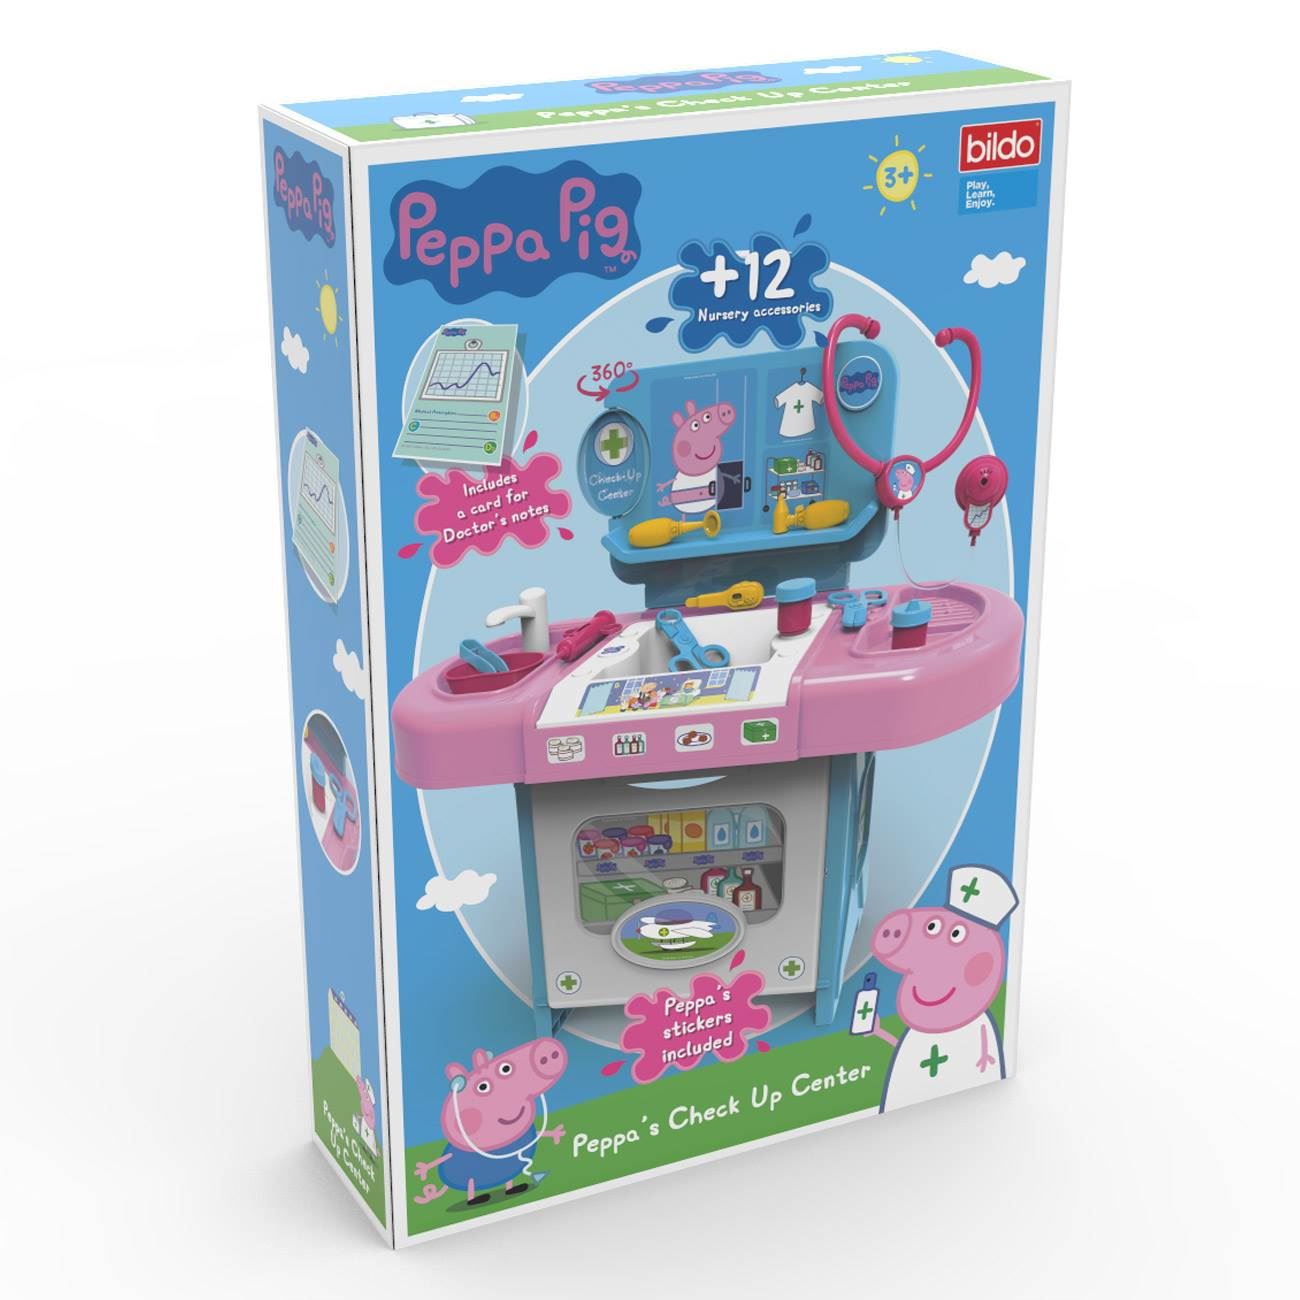 Peppa Pig
Peppa's Check Up Center
Peppa Pig
Peppa Pig™
3+
bildo
Play,
Learn,
Enjoy.
+12
Nursery accessories
360°
Peppa Pig
Check-Up
Center
Includes
a card for
Doctor's notes
Peppa's
stickers
included
Peppa's Check Up Center
Peppa's Check
Up Center